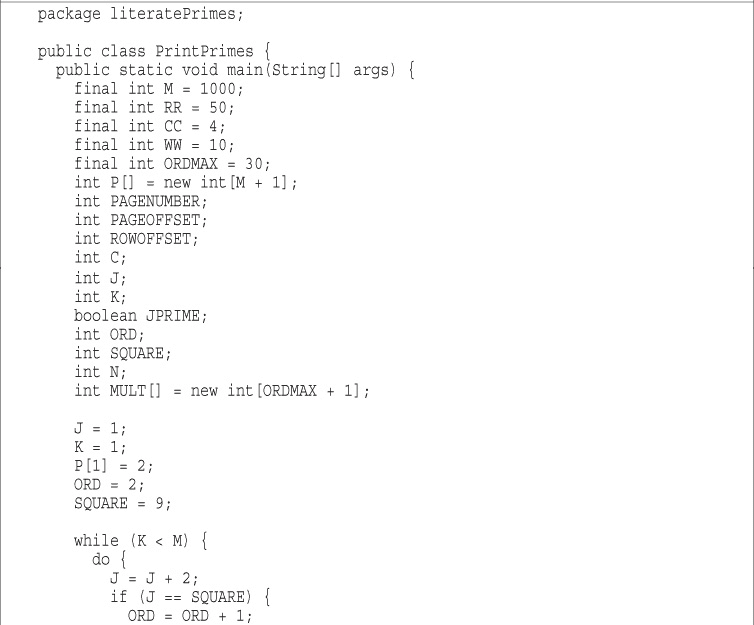 package literatePrimes;
public class PrintPrimes {
public static void main(String[] args) {
final int M = 1000;
final int RR = 50;
final int CC = 4;
final int WW = 10;
final int ORDMAX = 30;
int P[] = new int[M + 1];
int PAGENUMBER;
int PAGEOFFSET;
int ROWOFFSET;
int C;
int J;
int K;
boolean JPRIME;
int ORD;
int SQUARE;
int N;
int MULT[] = new int[ORDMAX + 1];
J = 1;
K = 1;
P[1] = 2;
ORD = 2;
SQUARE = 9;
while (K < M) {
do {
J = J + 2;
if (J == SQUARE) {
ORD = ORD + 1;